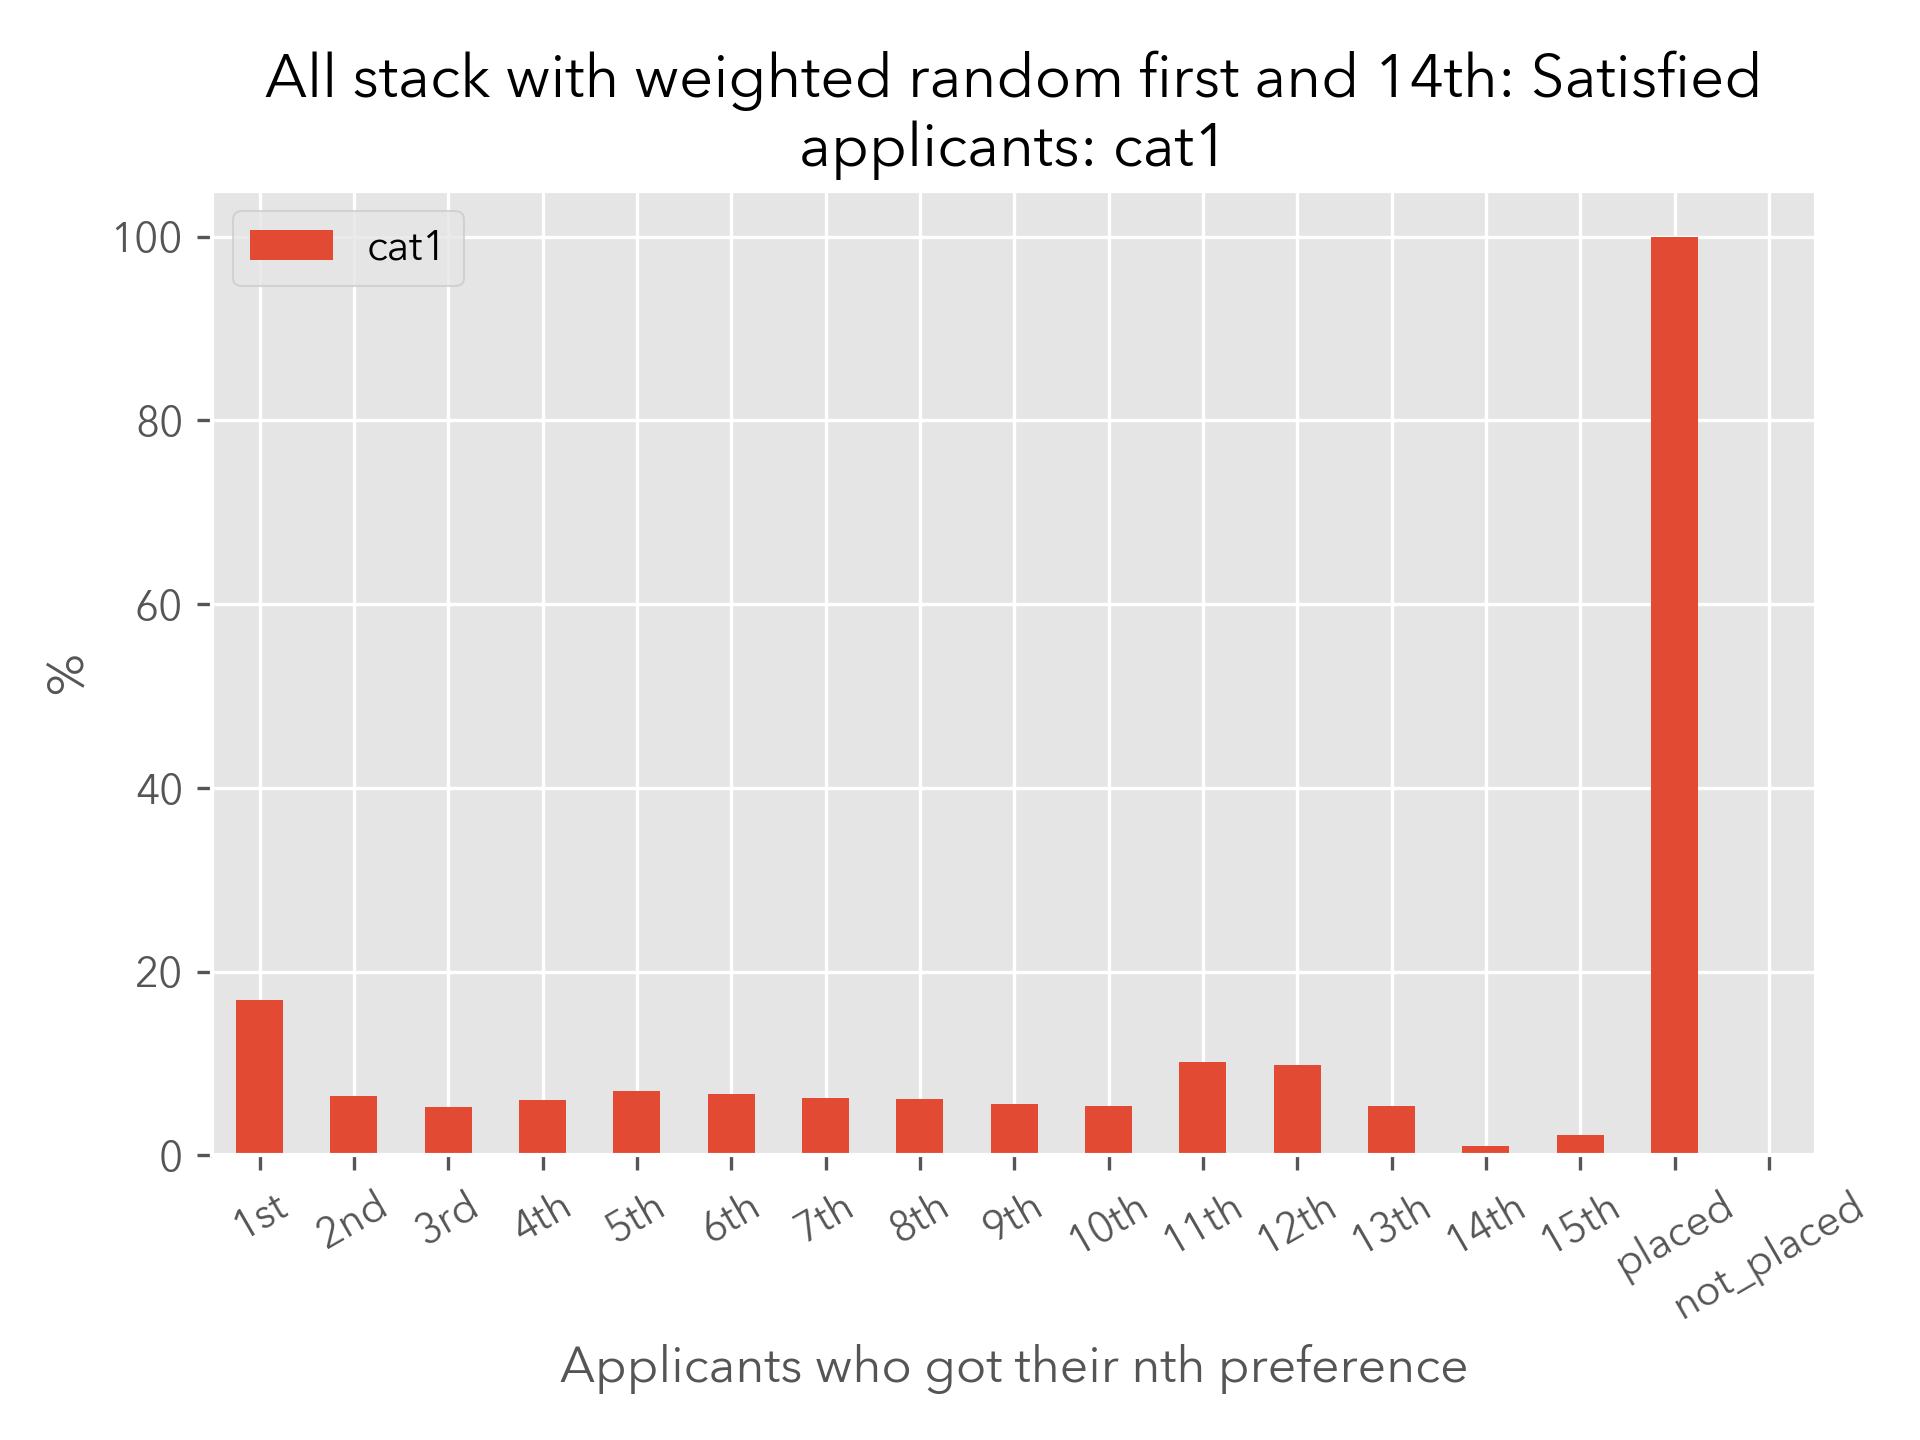 All stack with weighted random first and 14th: Satisfied
applicants: cat1
cat1
100
80
60
40
20
0
%
1st
2nd
3rd
4th
5th
6th
7th
8th
9th
10th
11th
12th
13th
14th
15th
placed
not_placed
Applicants who got their nth preference